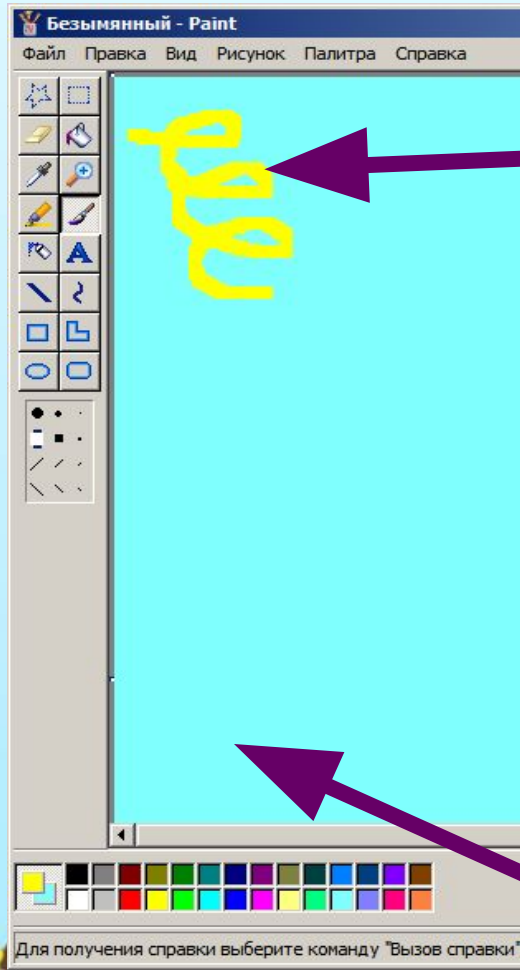 Безымянный - Paint
Файл Правка Вид Рисунок Палитра Справка
A
Для получения справки выберите команду "Вызов справки"